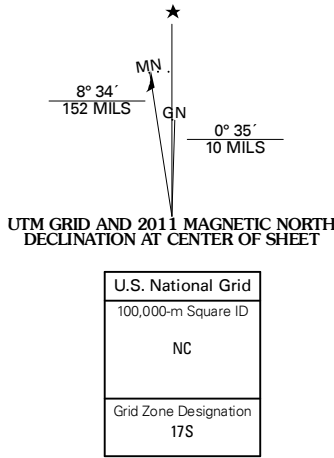 ★
MN
8° 34´
152 MILS
GN
0° 35´
10 MILS
UTM GRID AND 2011 MAGNETIC NORTH
DECLINATION AT CENTER OF SHEET
U.S. National Grid
100,000-m Square ID
NC
Grid Zone Designation
17S